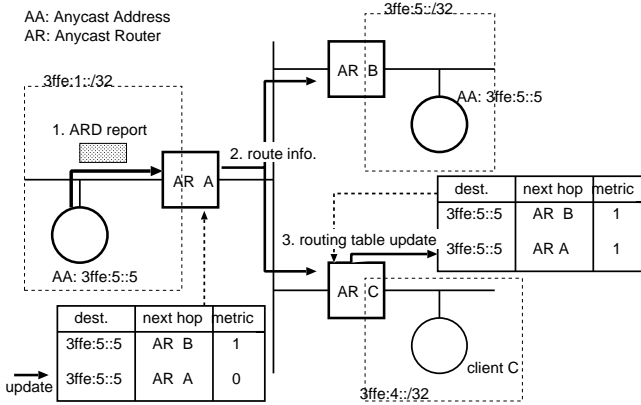 AA: Anycast Address
AR: Anycast Router
3ffe:1::/32
1. ARD report
AR A
2. route info.
AA: 3ffe:5::5
3ffe:5::/32
AR B
AA: 3ffe:5::5
dest. next hop metric
3ffe:5::5 AR B 1
3ffe:5::5 AR A 1
3. routing table update
AR C
client C
3ffe:4::/32
dest. next hop metric
3ffe:5::5 AR B 1
3ffe:5::5 AR A 0
update